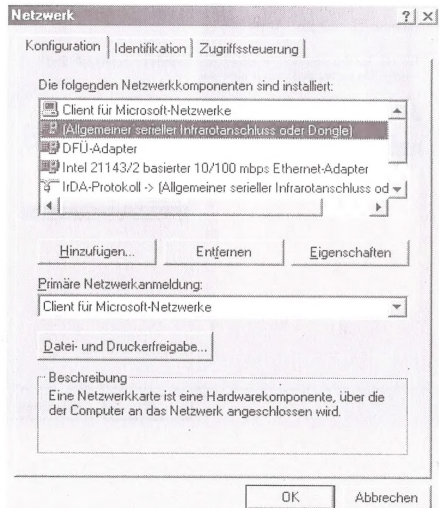 Netzwerk ? ×
Konfiguration Identifikation Zugriffssteuerung
Die folgenden Netzwerkkomponenten sind installiert:
Client für Microsoft-Netzwerke
(Allgemeiner serieller Infrarotanschluss oder Dongle)
DFÜ-Adapter
Intel 21143/2 basierter 10/100 mbps Ethernet-Adapter
IrDA-Protokoll -> (Allgemeiner serieller Infrarotanschluss od
Hinzufügen... Entfernen Eigenschaften
Primäre Netzwerkanmeldung:
Client für Microsoft-Netzwerke
Datei- und Druckerfreigabe...
Beschreibung
Eine Netzwerkkarte ist eine Hardwarekomponente, über die
der Computer an das Netzwerk angeschlossen wird.
OK Abbrechen